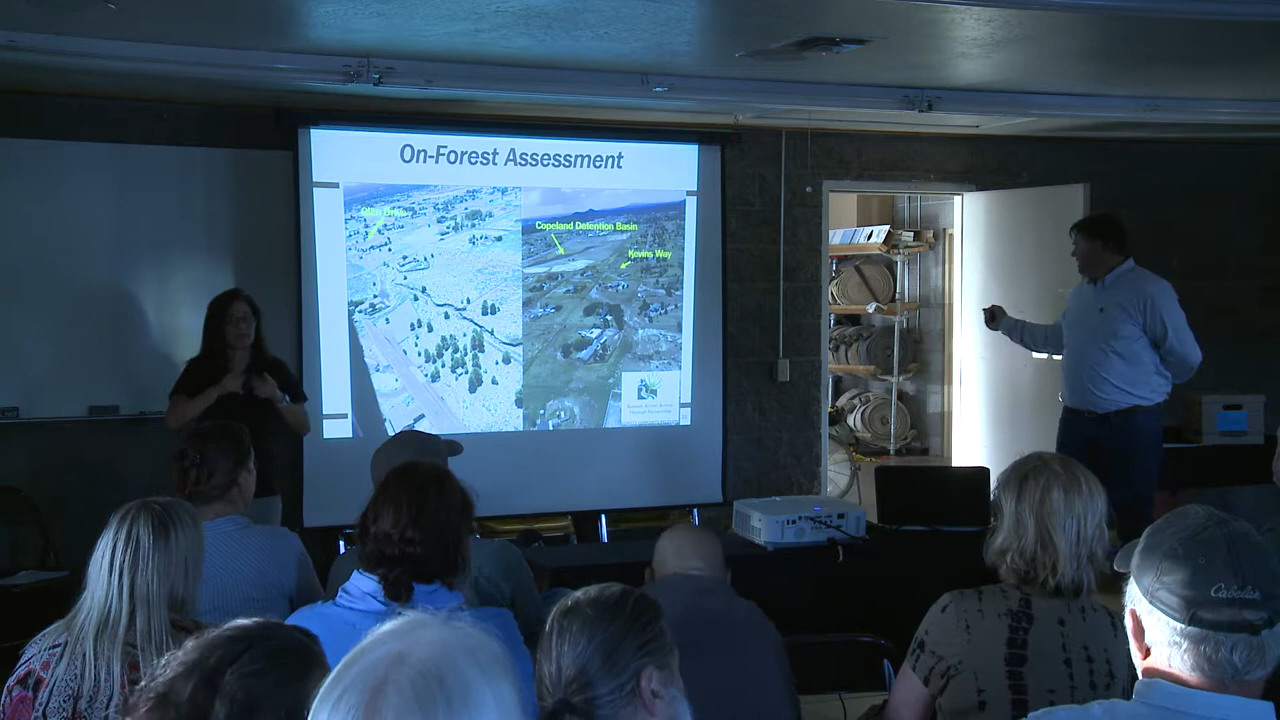 On-Forest Assessment
Copeland Detention Basin
Kevins Way
Cabela's